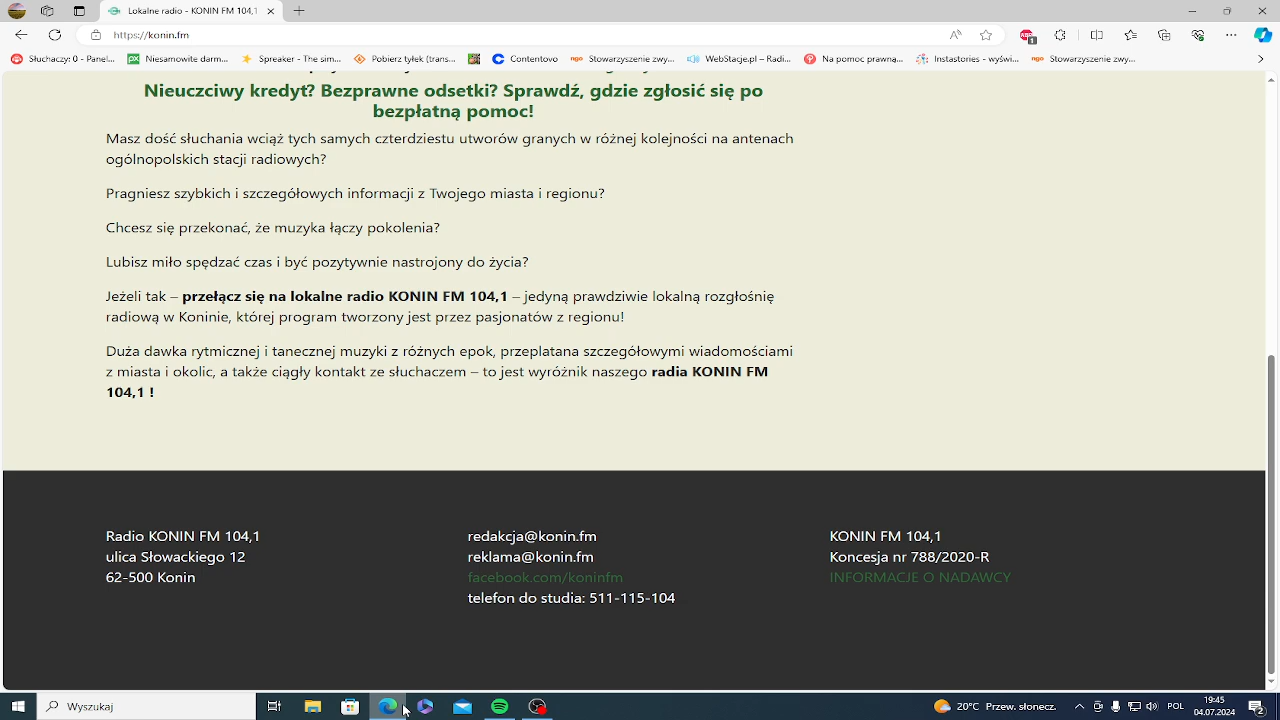 Lokalne radio - KONIN FM 104,1
https://konin.fm
Słuchaczy: 0 - Panel...
Niesamowite darm...
Spreaker - The sim...
Pobierz tyłek (trans...
Contentovo
Stowarzyszenie zwy...
WebStacje.pl – Radi...
Na pomoc prawną...
Instastories – wyświ...
Stowarzyszenie zwy...
Nieuczciwy kredyt? Bezprawne odsetki? Sprawdź, gdzie zgłosić się po
bezpłatną pomoc!
Masz dość słuchania wciąż tych samych czterdziestu utworów granych w różnej kolejności na antenach
ogólnopolskich stacji radiowych?
Pragniesz szybkich i szczegółowych informacji z Twojego miasta i regionu?
Chcesz się przekonać, że muzyka łączy pokolenia?
Lubisz miło spędzać czas i być pozytywnie nastrojony do życia?
Jeżeli tak – przełącz się na lokalne radio KONIN FM 104,1 – jedyną prawdziwie lokalną rozgłośnię
radiową w Koninie, której program tworzony jest przez pasjonatów z regionu!
Duża dawka rytmicznej i tanecznej muzyki z różnych epok, przeplatana szczegółowymi wiadomościami
z miasta i okolic, a także ciągły kontakt ze słuchaczem – to jest wyróżnik naszego radia KONIN FM
104,1 !
Radio KONIN FM 104,1
ulica Słowackiego 12
62-500 Konin
redakcja@konin.fm
reklama@konin.fm
facebook.com/koninfm
telefon do studia: 511-115-104
KONIN FM 104,1
Koncesja nr 788/2020-R
INFORMACJE O NADAWCY
Wyszukaj
20°C Przew. słonecz.
POL
19:45
04.07.2024
2